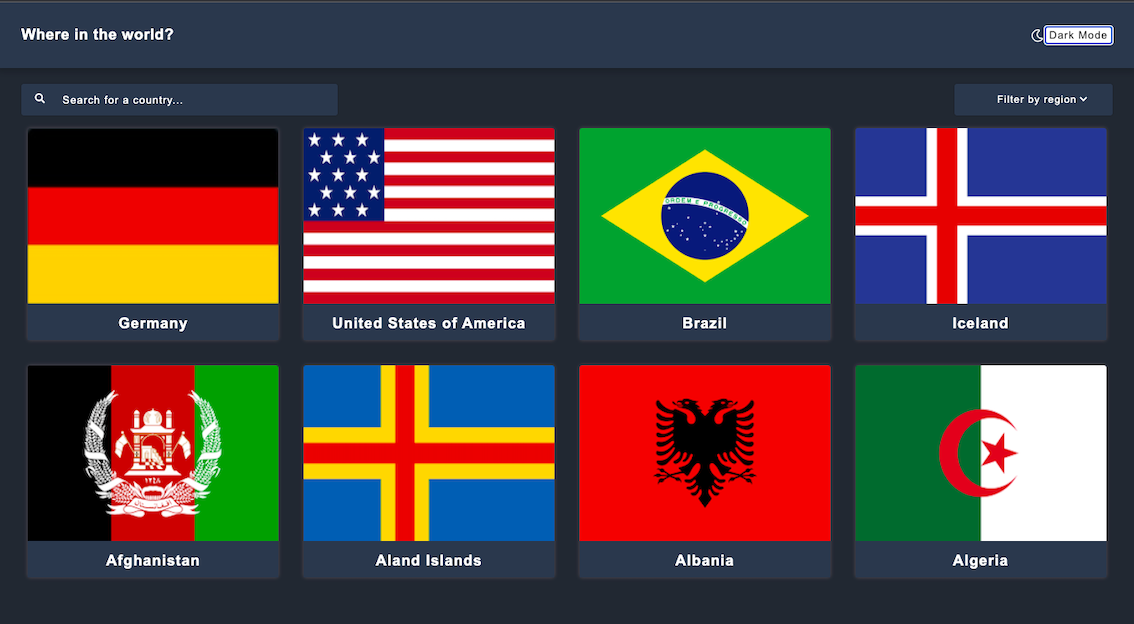 Where in the world?
Dark Mode
Search for a country...
Filter by region
ORDEM E PROGRESSO
Germany
United States of America
Brazil
Iceland
Afghanistan
Aland Islands
Albania
Algeria